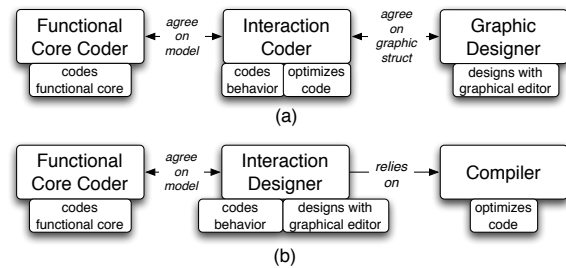 Functional
Core Coder
agree
on
model
Interaction
Coder
agree
on
graphic
struct
Graphic
Designer
codes
functional core
codes
behavior
optimizes
code
designs with
graphical editor
(a)
Functional
Core Coder
agree
on
model
Interaction
Designer
relies
on
Compiler
codes
functional core
codes
behavior
designs with
graphical editor
optimizes
code
(b)